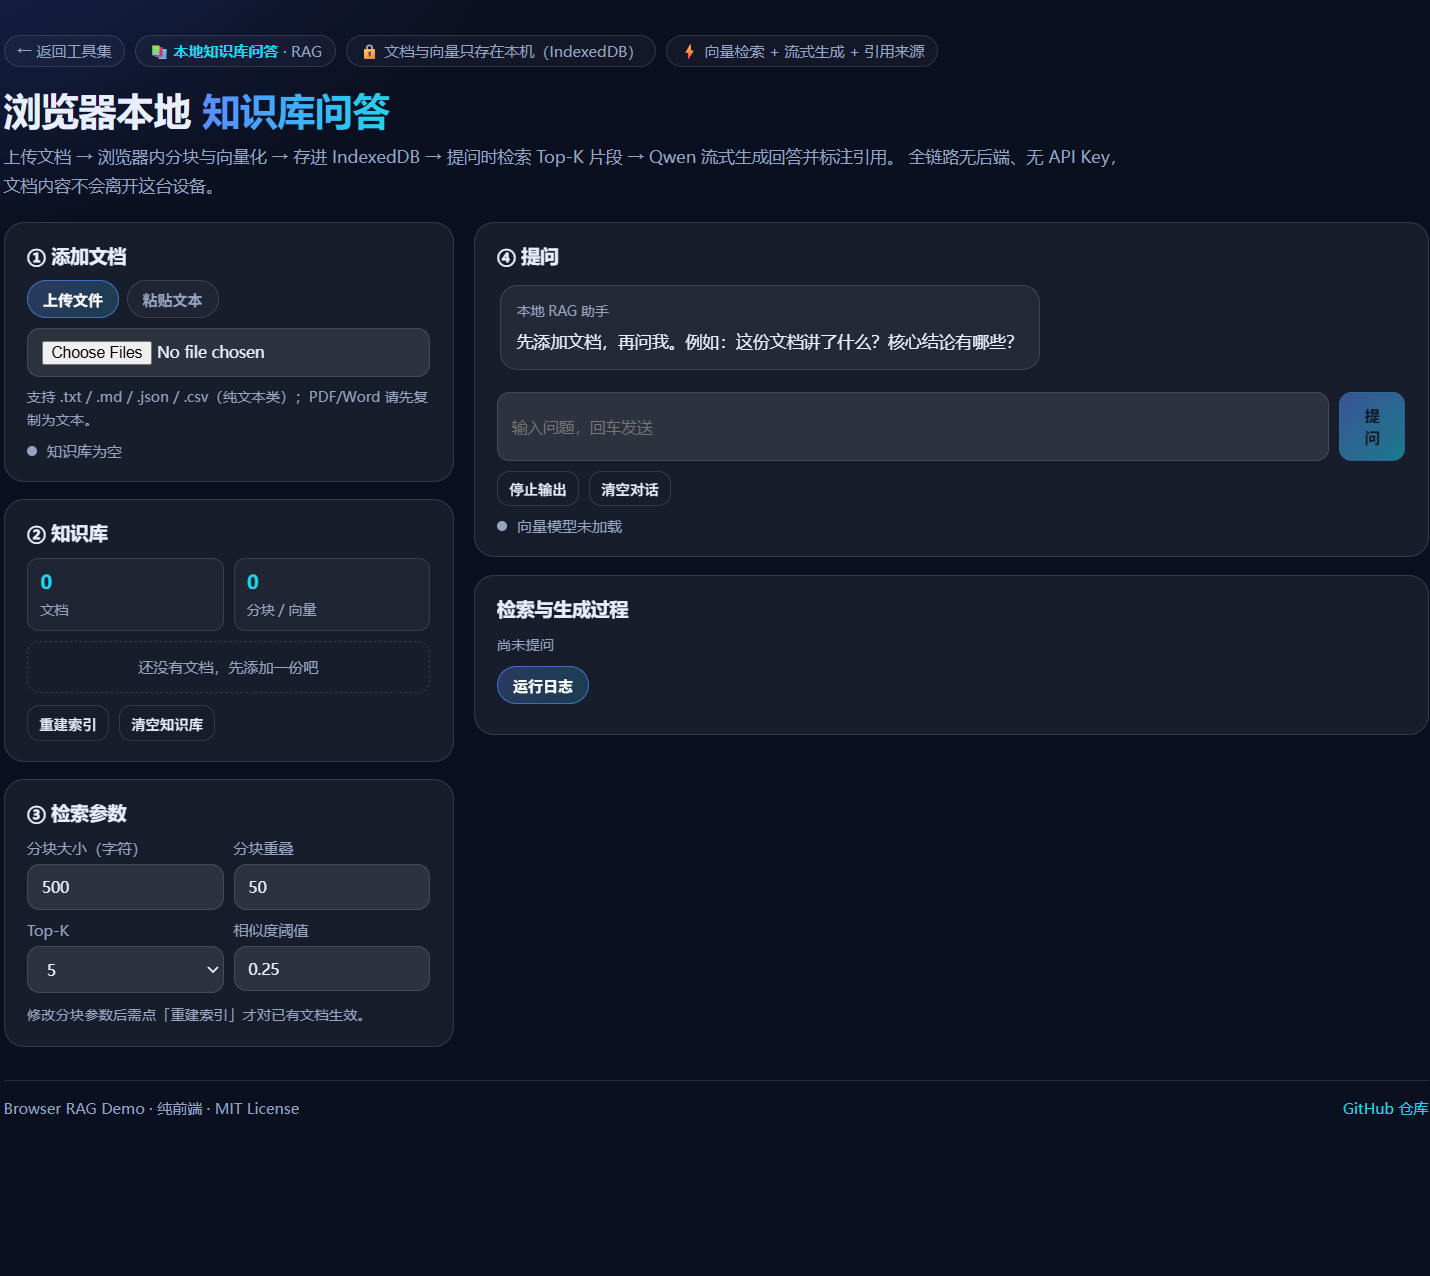 ← 返回工具集
本地知识库问答 · RAG
文档与向量只存在本机（IndexedDB）
向量检索 + 流式生成 + 引用来源
浏览器本地 知识库问答
上传文档 → 浏览器内分块与向量化 → 存进 IndexedDB → 提问时检索 Top-K 片段 → Qwen 流式生成回答并标注引用。 全链路无后端、无 API Key，
文档内容不会离开这台设备。
① 添加文档
上传文件
粘贴文本
Choose Files No file chosen
支持 .txt / .md / .json / .csv（纯文本类）；PDF/Word 请先复
制为文本。
知识库为空
② 知识库
0
文档
0
分块 / 向量
还没有文档，先添加一份吧
重建索引
清空知识库
③ 检索参数
分块大小（字符）
分块重叠
500
50
Top-K
相似度阈值
5
0.25
修改分块参数后需点「重建索引」才对已有文档生效。
④ 提问
本地 RAG 助手
先添加文档，再问我。例如：这份文档讲了什么？核心结论有哪些？
输入问题，回车发送
提
问
停止输出
清空对话
向量模型未加载
检索与生成过程
尚未提问
运行日志
Browser RAG Demo · 纯前端 · MIT License
GitHub 仓库